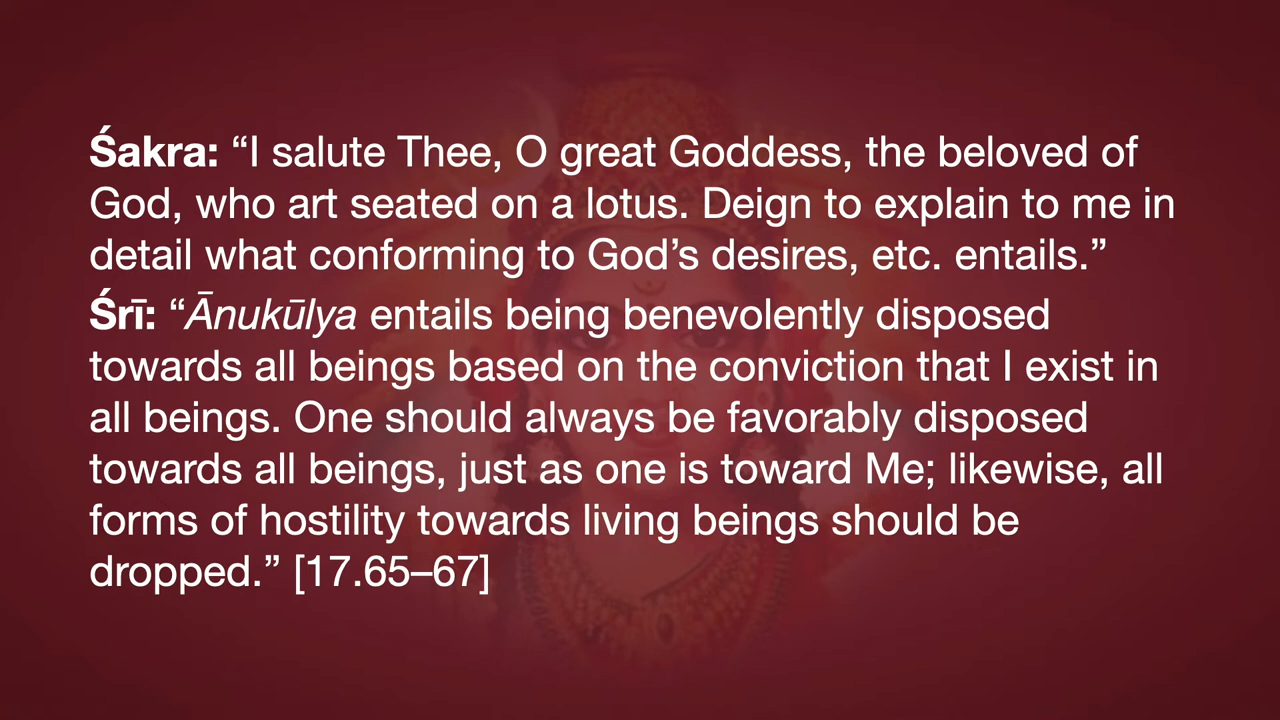 Śakra: “I salute Thee, O great Goddess, the beloved of
God, who art seated on a lotus. Deign to explain to me in
detail what conforming to God’s desires, etc. entails.”
Śrī: “Ānukūlya entails being benevolently disposed
towards all beings based on the conviction that I exist in
all beings. One should always be favorably disposed
towards all beings, just as one is toward Me; likewise, all
forms of hostility towards living beings should be
dropped.” [17.65–67]